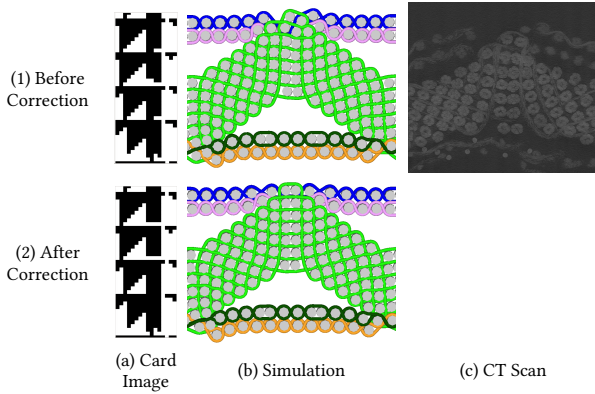 (1) Before
Correction
(2) After
Correction
(a) Card
Image
(b) Simulation
(c) CT Scan